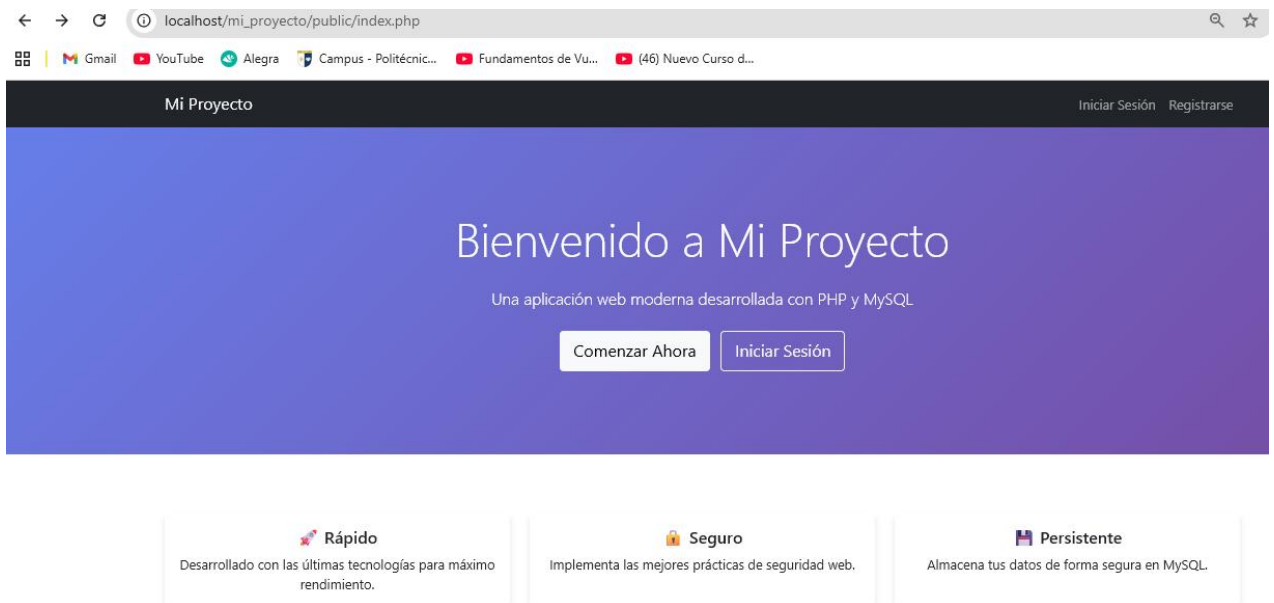 localhost/mi_proyecto/public/index.php
Gmail YouTube Alegra Campus - Politécnic... Fundamentos de Vu... (46) Nuevo Curso d...
Mi Proyecto Iniciar Sesión Registrarse
Bienvenido a Mi Proyecto
Una aplicación web moderna desarrollada con PHP y MySQL
Comenzar Ahora Iniciar Sesión
🚀 Rápido
Desarrollado con las últimas tecnologías para máximo
rendimiento.
🔒 Seguro
Implementa las mejores prácticas de seguridad web.
💾 Persistente
Almacena tus datos de forma segura en MySQL.